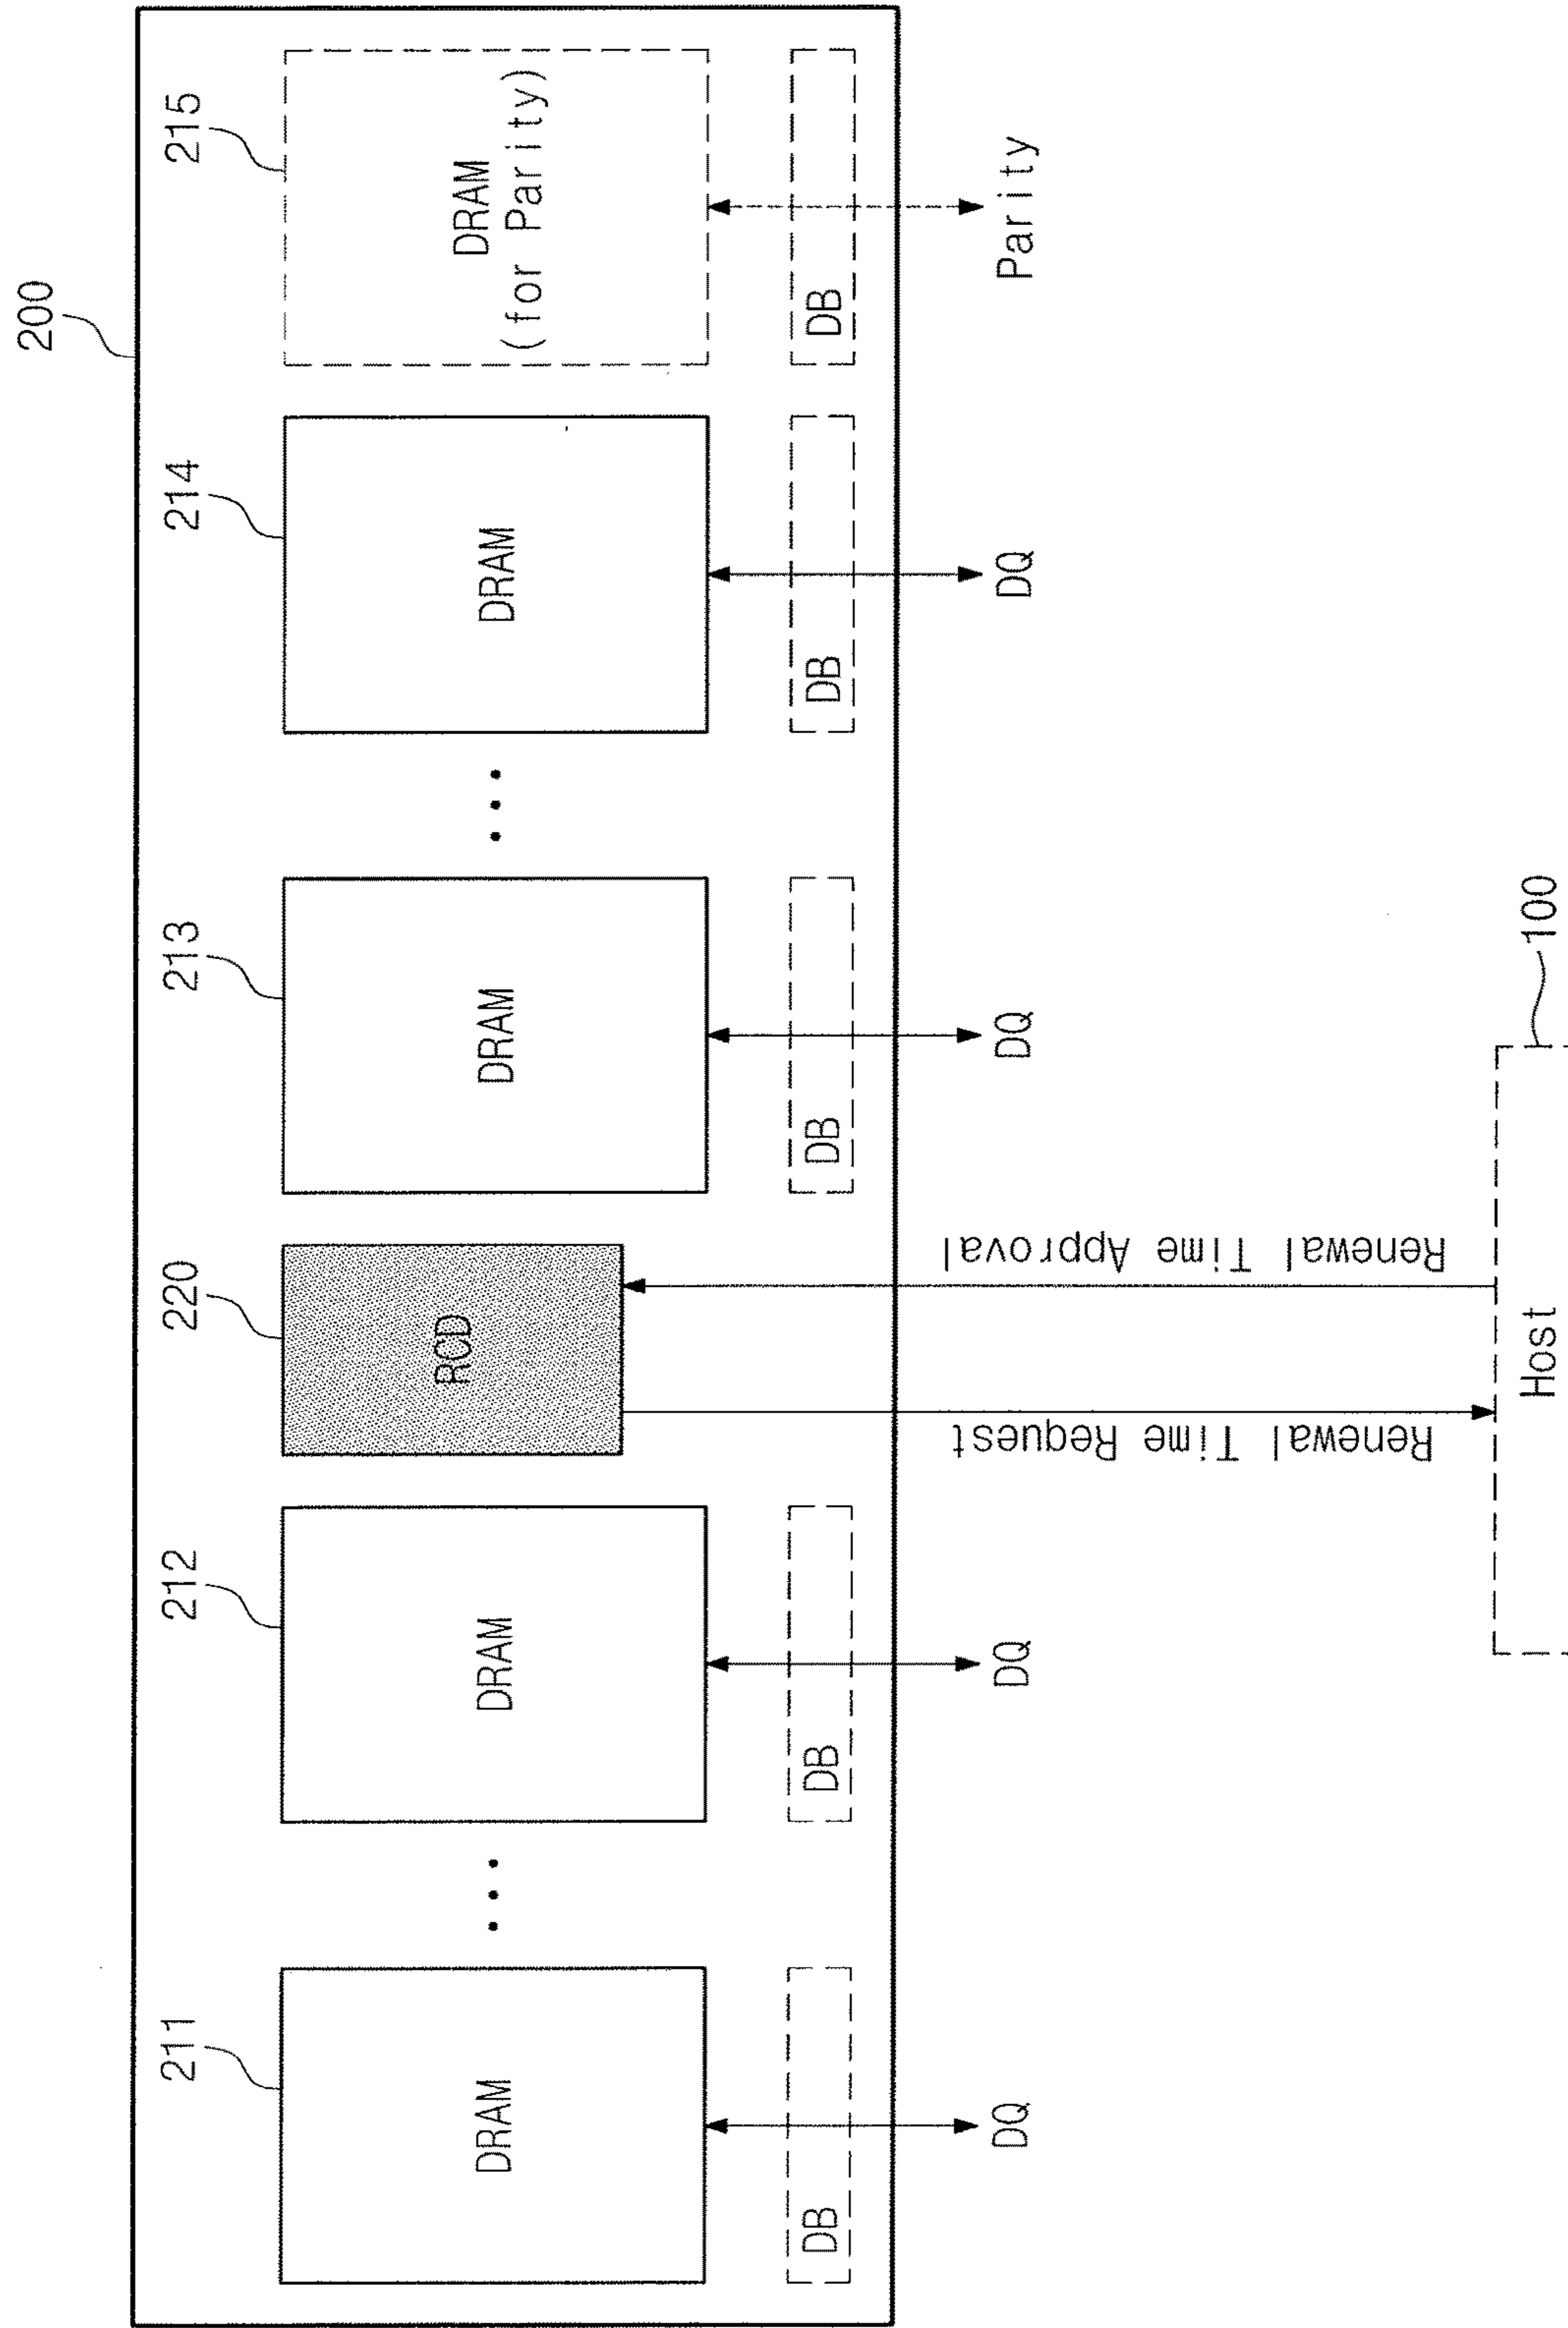 200
211
212
220
213
214
215
DRAM
DRAM
RCD
DRAM
DRAM
DRAM
(for Parity)
DB
DB
DB
DB
DB
DQ
DQ
Renewal Time Request
Renewal Time Approval
DQ
DQ
Parity
Host
100